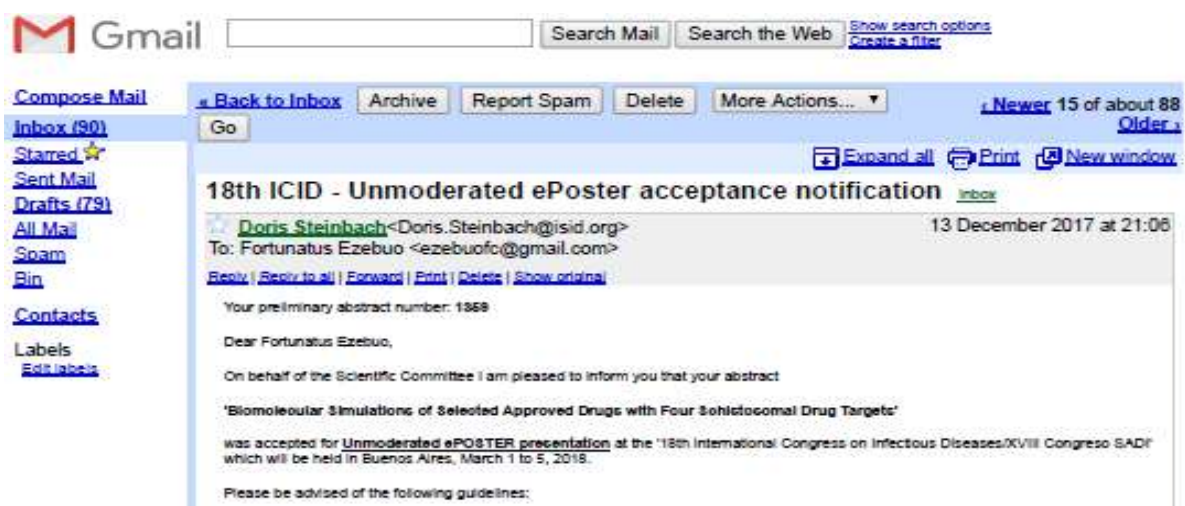 Gmail Search Mail Search the Web Show search options
Create a filter
Compose Mail
Inbox (90)
Starred
Sent Mail
Drafts (79)
All Mail
Spam
Bin
Contacts
Labels
Edit labels
« Back to Inbox Archive Report Spam Delete More Actions... ▼ ‹ Newer 15 of about 88
Go Older ›
Expand all Print New window
18th ICID - Unmoderated ePoster acceptance notification Inbox
Doris Steinbach<Doris.Steinbach@isid.org> 13 December 2017 at 21:06
To: Fortunatus Ezebuo <ezebuofc@gmail.com>
Reply | Reply to all | Forward | Print | Delete | Show original
Your preliminary abstract number: 1359
Dear Fortunatus Ezebuo,
On behalf of the Scientific Committee I am pleased to inform you that your abstract
'Biomolecular Simulations of Selected Approved Drugs with Four Schistosomal Drug Targets'
was accepted for Unmoderated ePOSTER presentation at the '18th International Congress on Infectious Diseases/XVIII Congreso SADI'
which will be held in Buenos Aires, March 1 to 5, 2018.
Please be advised of the following guidelines: